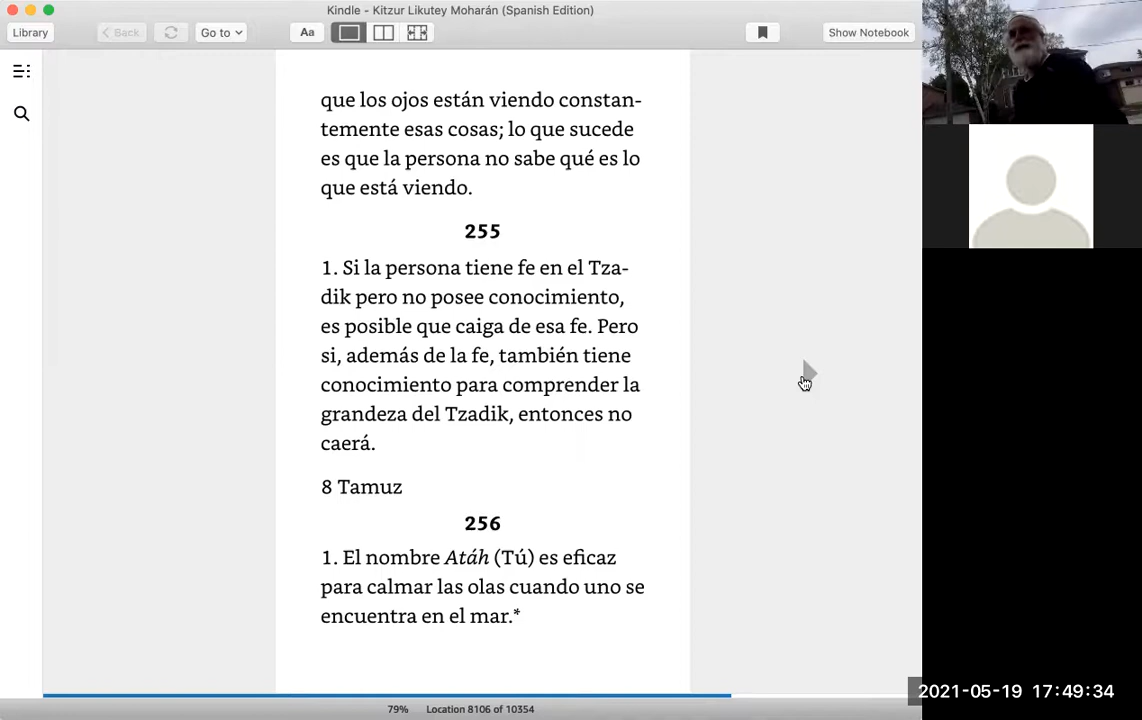 Kindle - Kitzur Likutey Moharán (Spanish Edition)
Library
Back
Go to
Aa
Show Notebook
que los ojos están viendo constan-
temente esas cosas; lo que sucede
es que la persona no sabe qué es lo
que está viendo.
255
1. Si la persona tiene fe en el Tza-
dik pero no posee conocimiento,
es posible que caiga de esa fe. Pero
si, además de la fe, también tiene
conocimiento para comprender la
grandeza del Tzadik, entonces no
caerá.
8 Tamuz
256
1. El nombre Atáh (Tú) es eficaz
para calmar las olas cuando uno se
encuentra en el mar.*
79% Location 8106 of 10354
2021-05-19 17:49:34